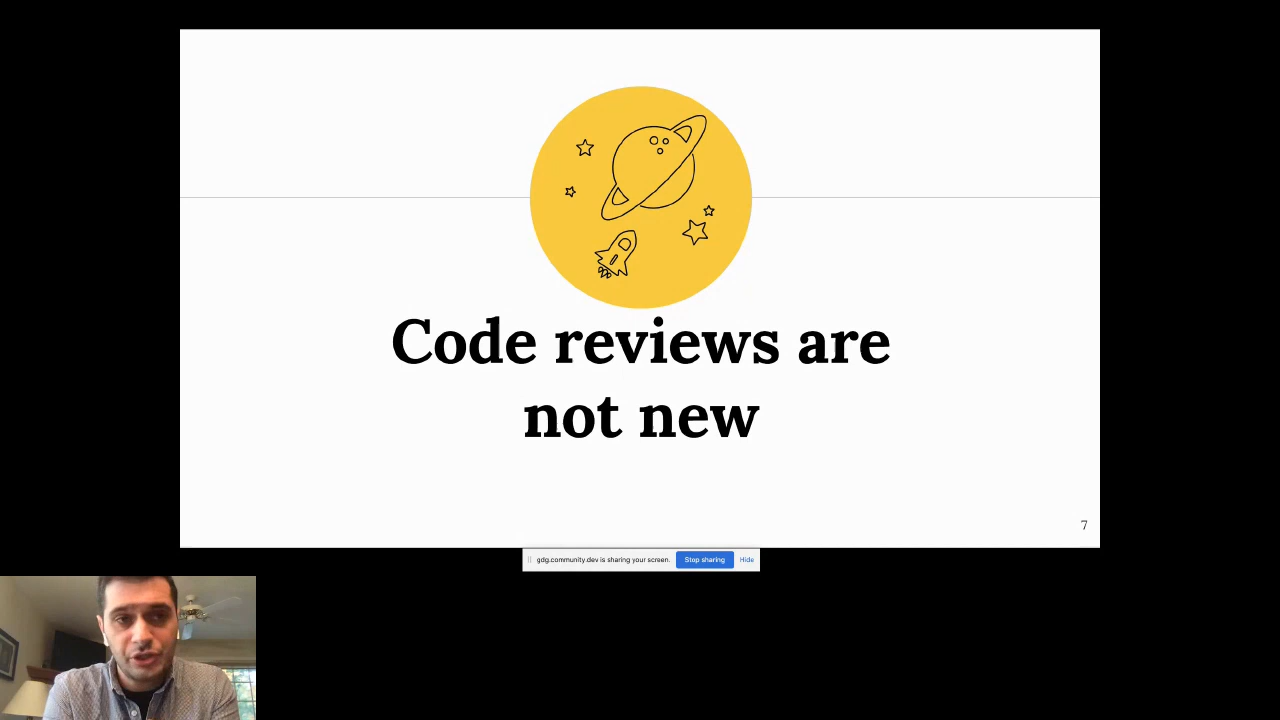 Code reviews are
not new
7
gdg.community.dev is sharing your screen.
Stop sharing
Hide